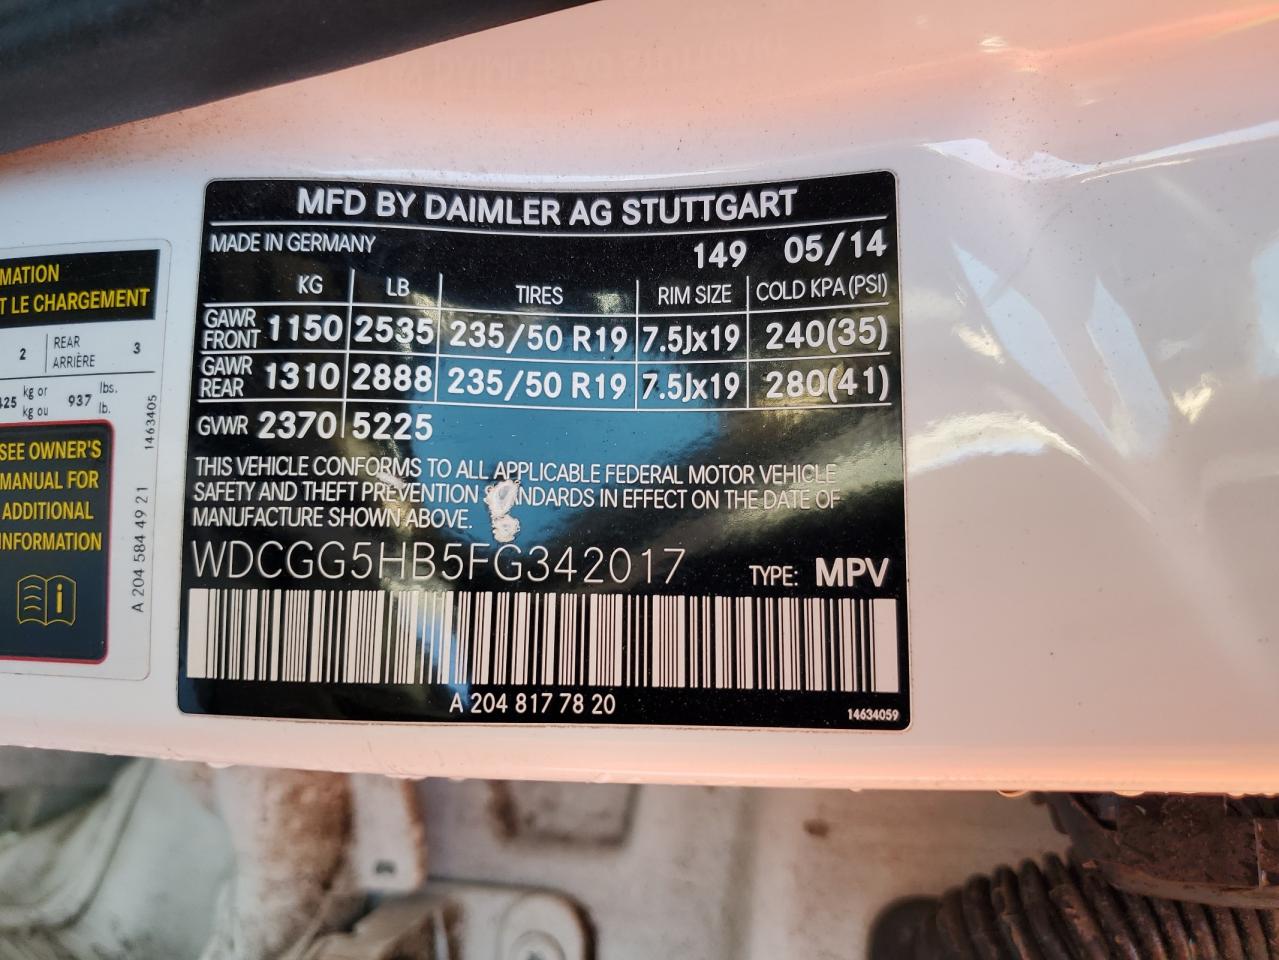 MFD BY DAIMLER AG STUTTGART
MADE IN GERMANY 149 05/14
KG LB TIRES RIM SIZE COLD KPA (PSI)
GAWR FRONT 1150 2535 235/50 R19 7.5Jx19 240(35)
GAWR REAR 1310 2888 235/50 R19 7.5Jx19 280(41)
GVWR 2370 5225
THIS VEHICLE CONFORMS TO ALL APPLICABLE FEDERAL MOTOR VEHICLE
SAFETY AND THEFT PREVENTION STANDARDS IN EFFECT ON THE DATE OF
MANUFACTURE SHOWN ABOVE.
WDCGG5HB5FG342017 TYPE: MPV
A 204 817 78 20
14634059
MATION
T LE CHARGEMENT
2 REAR 3
ARRIÈRE
425 kg or 937 lbs.
kg ou lb.
SEE OWNER'S
MANUAL FOR
ADDITIONAL
INFORMATION
i
1463405
A 204 584 49 21